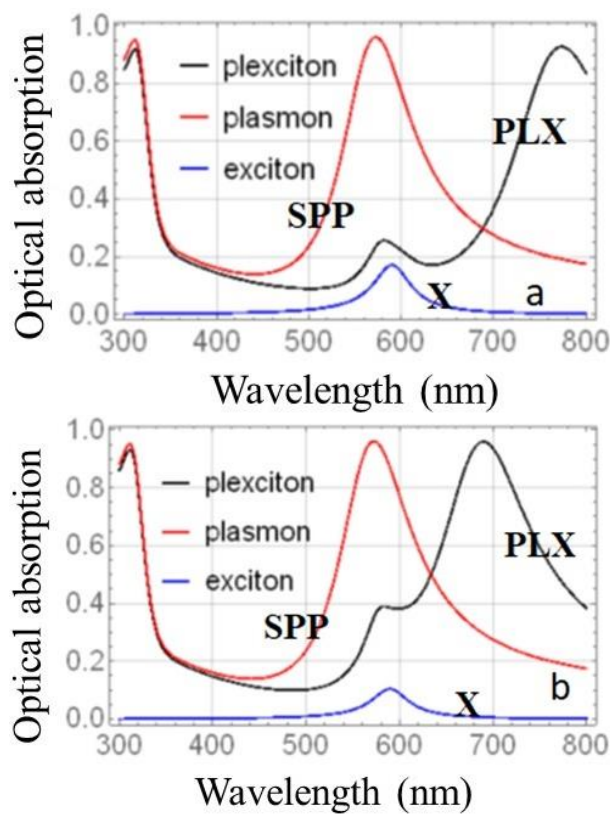 Optical absorption
1.0
0.8
0.6
0.4
0.2
0.0
plexciton
plasmon
exciton
SPP
PLX
X
a
300 400 500 600 700 800
Wavelength (nm)
Optical absorption
1.0
0.8
0.6
0.4
0.2
0.0
plexciton
plasmon
exciton
SPP
PLX
X
b
300 400 500 600 700 800
Wavelength (nm)